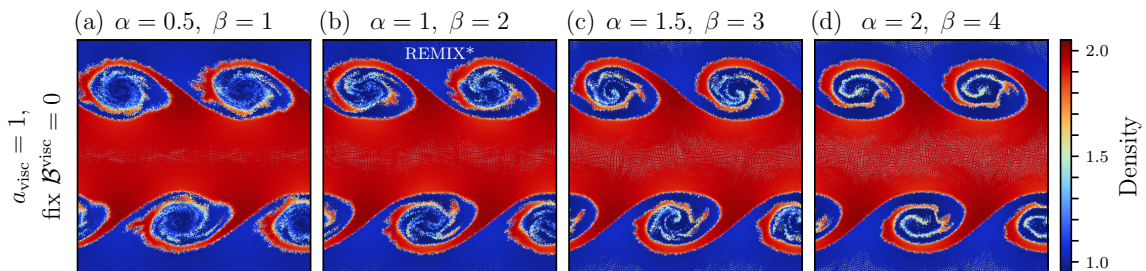 (a) α = 0.5, β = 1
(b) α = 1, β = 2
(c) α = 1.5, β = 3
(d) α = 2, β = 4
REMIX*
a_visc = 1,
fix 𝓑^visc = 0
2.0
1.5
1.0
Density